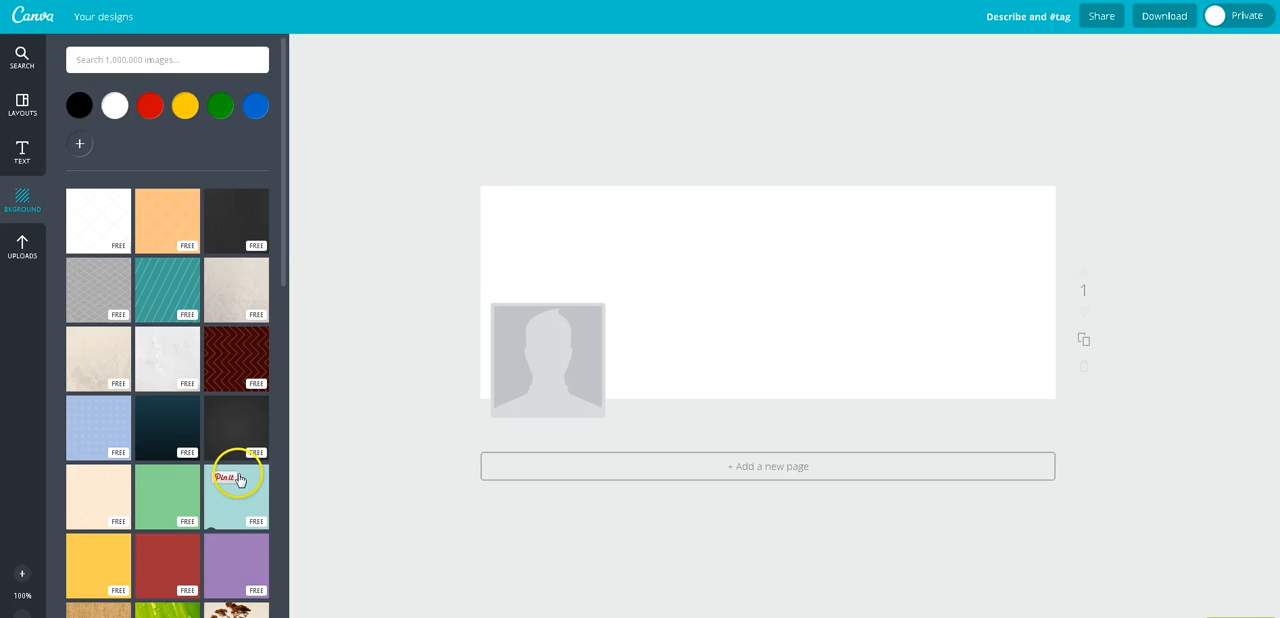 Canva
Your designs
Describe and #tag
Share
Download
Private
SEARCH
LAYOUTS
TEXT
BKGROUND
UPLOADS
100%
Search 1,000,000 images...
FREE FREE FREE
FREE FREE FREE
FREE FREE FREE
FREE FREE FREE
Pin it
FREE FREE FREE
FREE FREE FREE
1
+ Add a new page